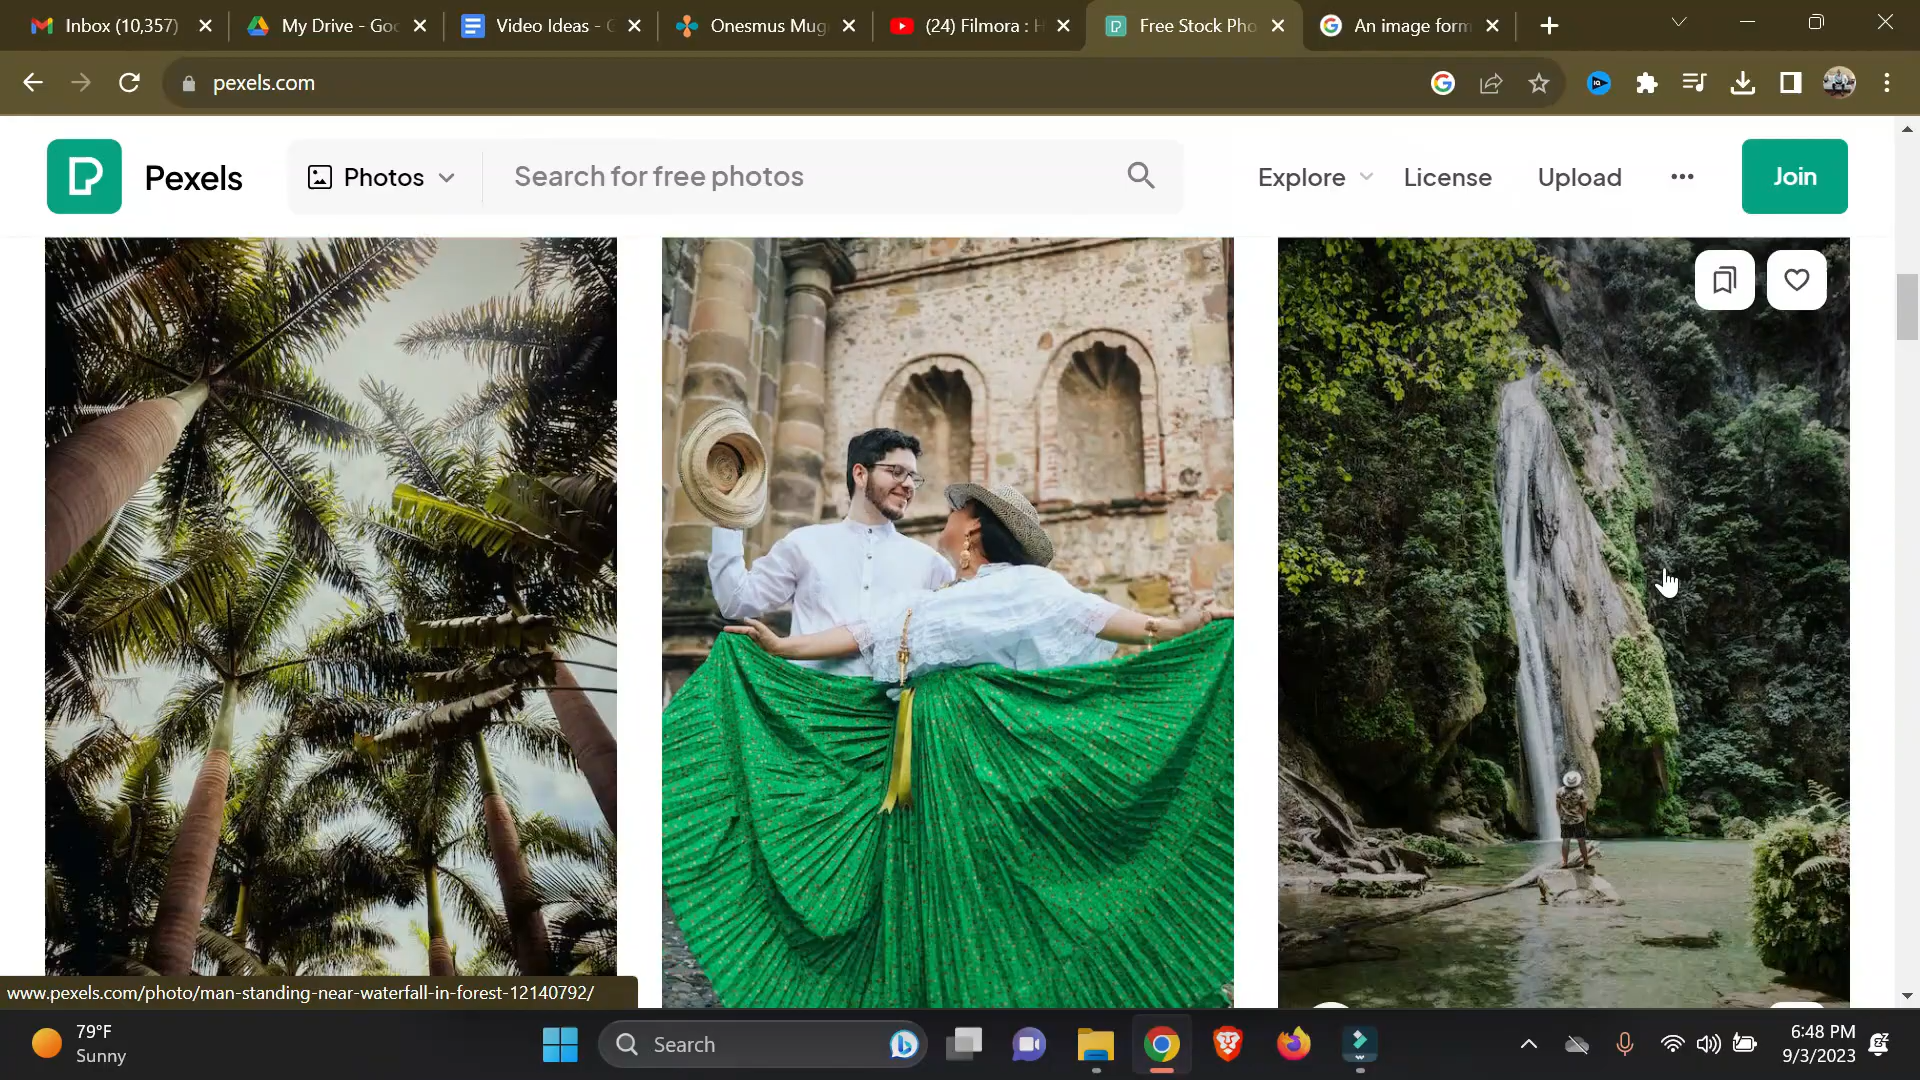 Inbox (10,357)
My Drive - Goo
Video Ideas - G
Onesmus Mug
(24) Filmora : H
Free Stock Pho
An image form
pexels.com
Pexels
Photos
Search for free photos
Explore
License
Upload
Join
www.pexels.com/photo/man-standing-near-waterfall-in-forest-12140792/
79°F
Sunny
Search
6:48 PM
9/3/2023